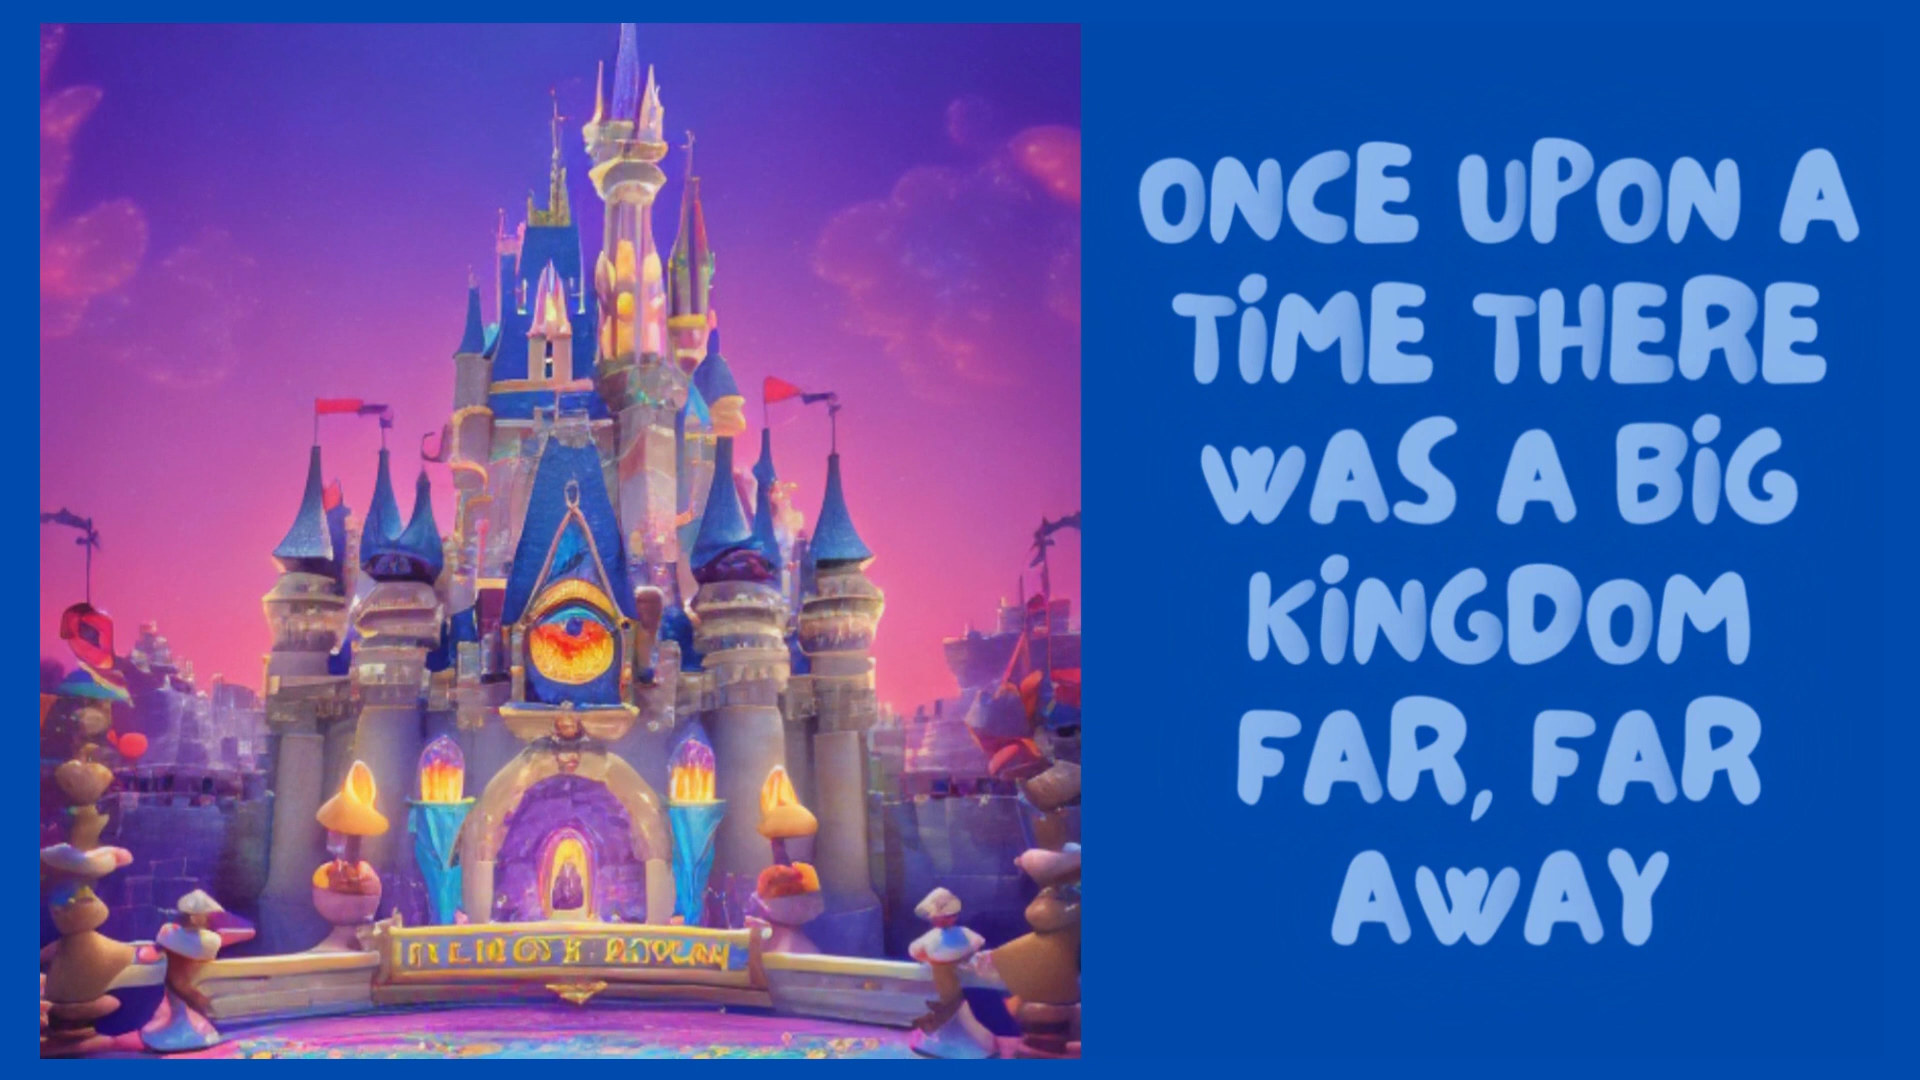 ONCE UPON A
TIME THERE
WAS A BIG
KINGDOM
FAR, FAR
AWAY